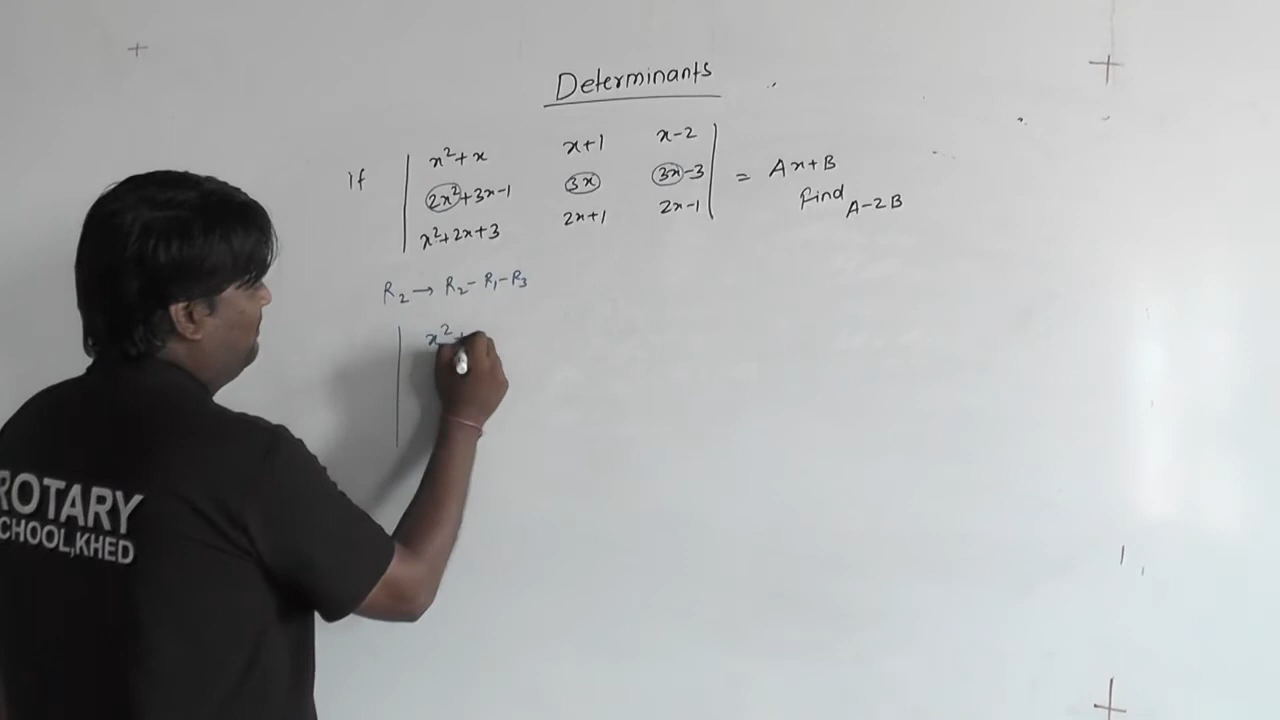 Determinants
If | x²+x x+1 x-2 |
| 2x²+3x-1 3x 3x-3 | = Ax+B
| x²+2x+3 2x+1 2x-1 | find A-2B
R₂ → R₂-R₁-R₃
| x²+
ROTARY
CHOOL,KHED